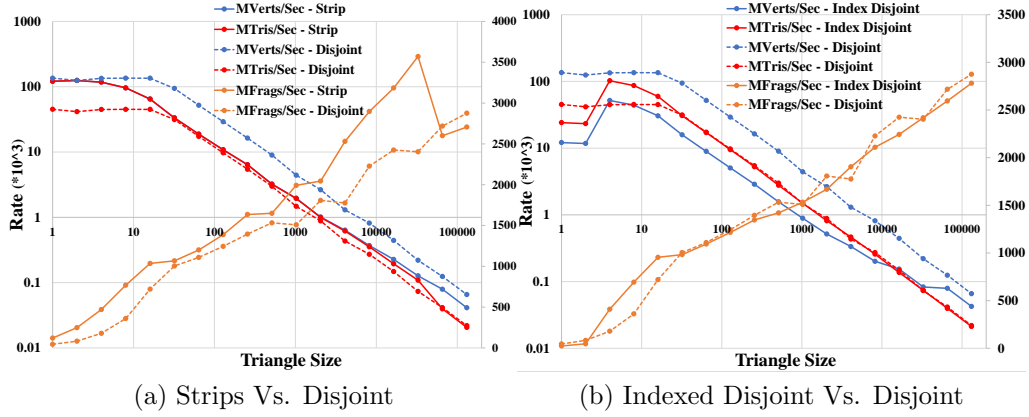 MVerts/Sec - Strip
MTris/Sec - Strip
MVerts/Sec - Disjoint
MTris/Sec - Disjoint
MFrags/Sec - Strip
MFrags/Sec - Disjoint
1000
100
10
1
0.1
0.01
Rate (*10^3)
1 10 100 1000 10000 100000
4000
3500
3000
2500
2000
1500
1000
500
0
Triangle Size
(a) Strips Vs. Disjoint
MVerts/Sec - Index Disjoint
MTris/Sec - Index Disjoint
MVerts/Sec - Disjoint
MTris/Sec - Disjoint
MFrags/Sec - Index Disjoint
MFrags/Sec - Disjoint
1000
100
10
1
0.1
0.01
Rate (*10^3)
1 10 100 1000 10000 100000
3500
3000
2500
2000
1500
1000
500
0
Triangle Size
(b) Indexed Disjoint Vs. Disjoint